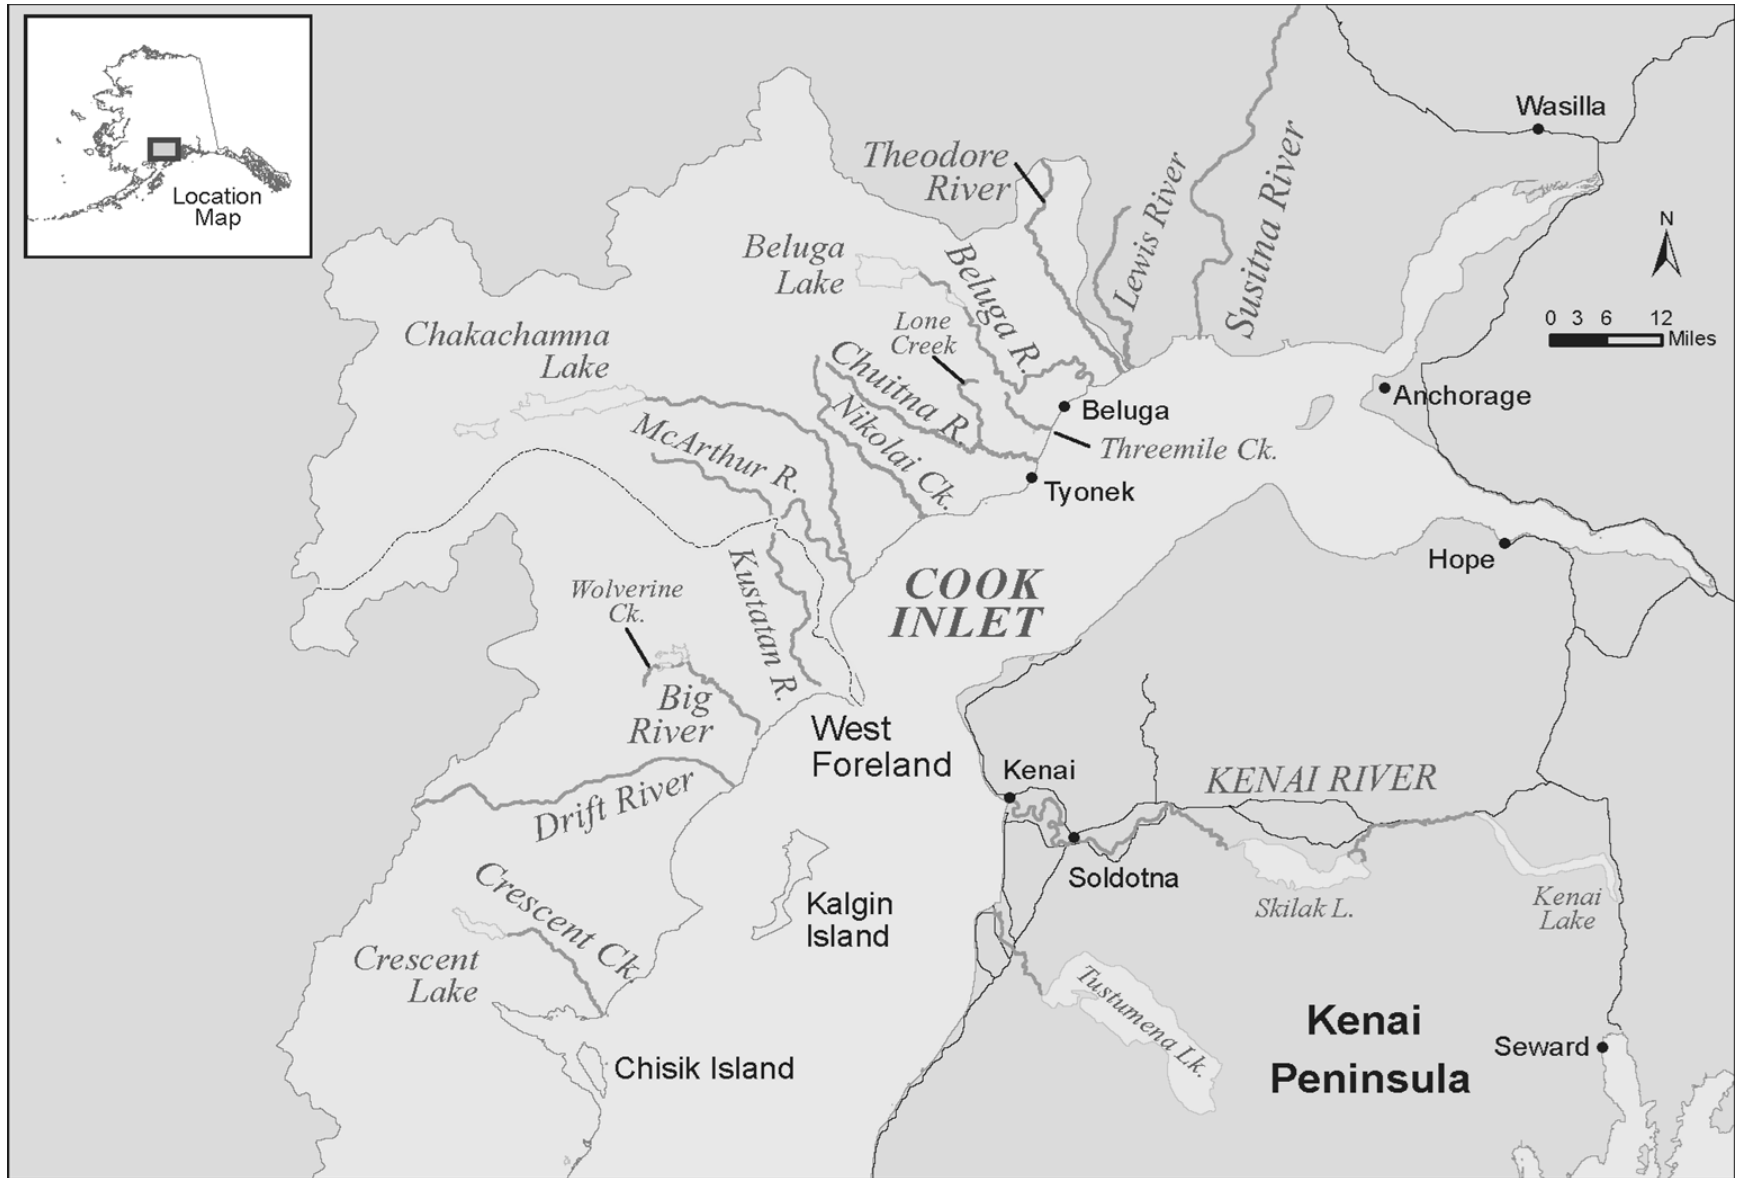 Location
Map
Wasilla
Theodore
River
Lewis River
Susitna River
N
Beluga
Lake
Beluga R.
0 3 6 12
Miles
Lone
Creek
Chakachamna
Lake
Chuitna R.
Nikolai Ck.
Beluga
Anchorage
McArthur R.
Threemile Ck.
Tyonek
Hope
Kustatan R.
COOK
INLET
Wolverine
Ck.
Big
River
West
Foreland
Kenai
KENAI RIVER
Drift River
Soldotna
Skilak L.
Kenai
Lake
Crescent Ck.
Kalgin
Island
Crescent
Lake
Tustumena Lk.
Kenai
Peninsula
Seward
Chisik Island